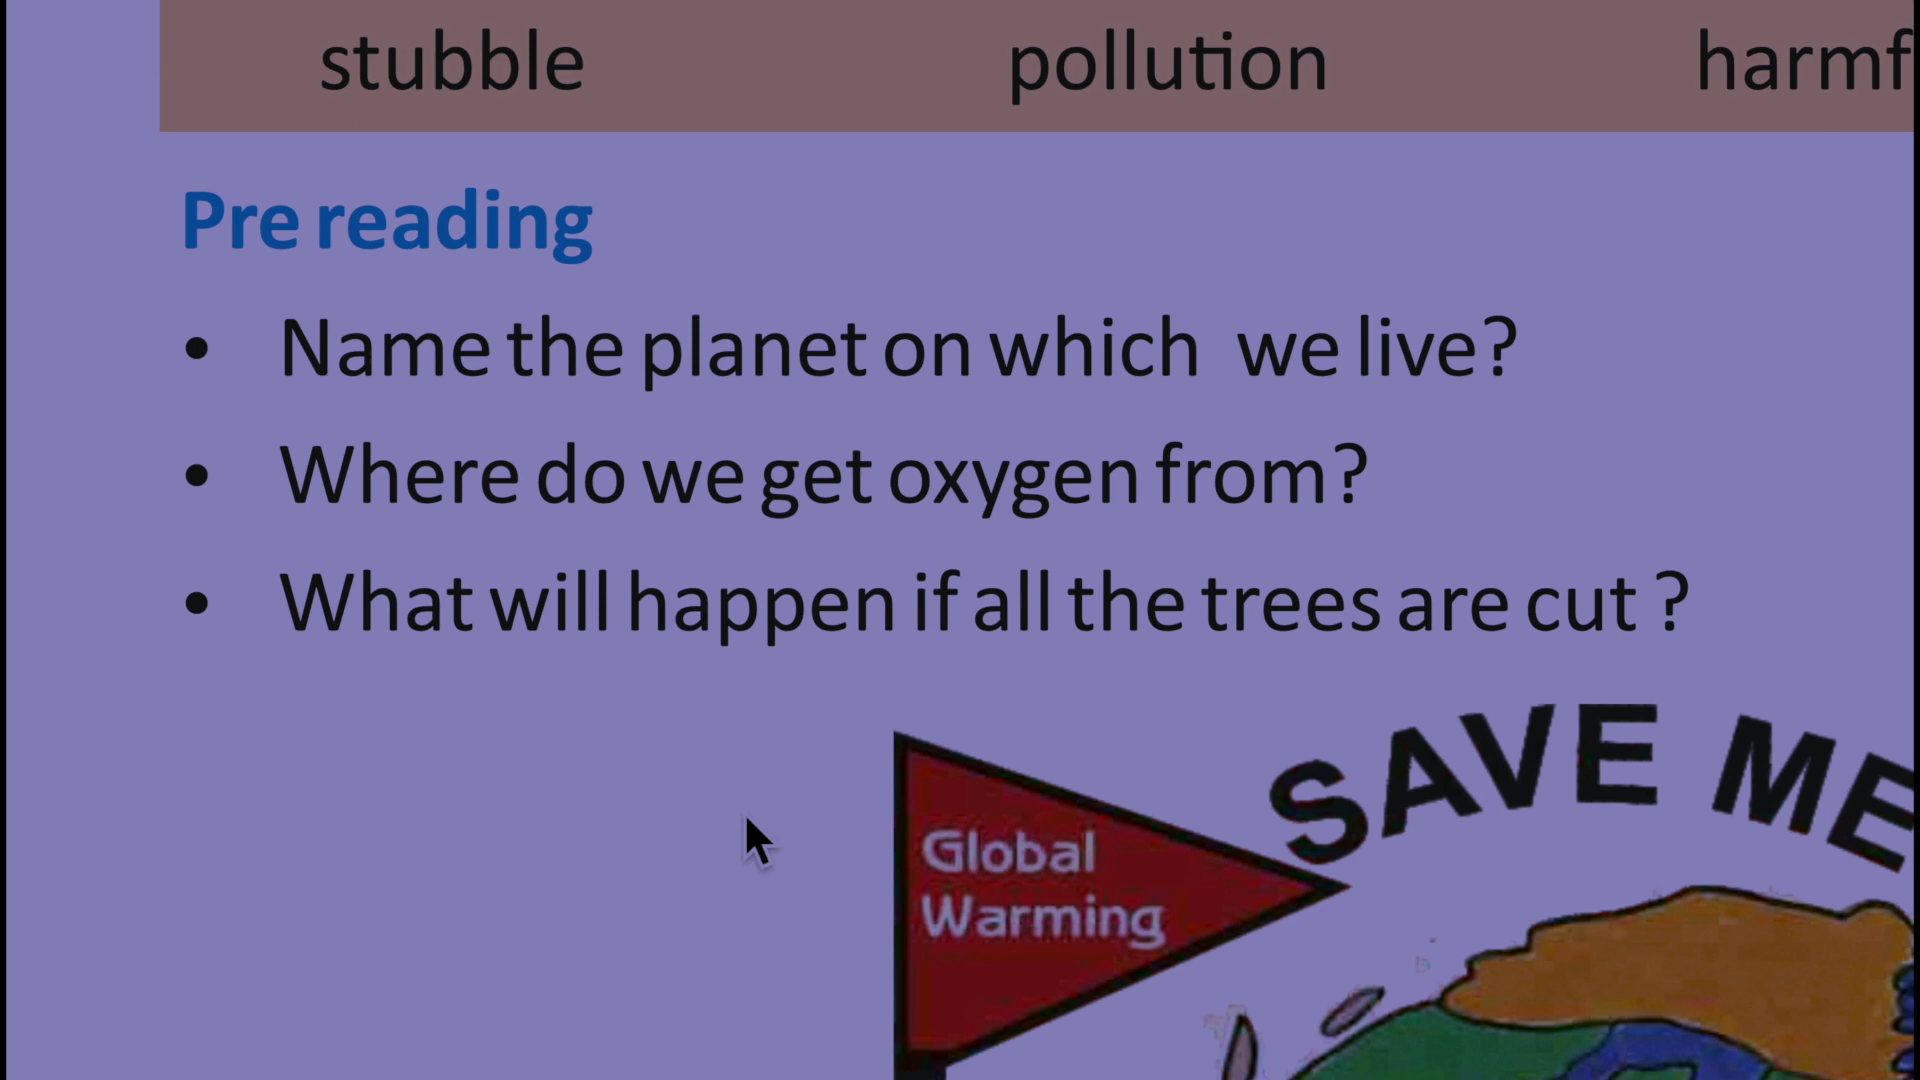 stubble pollution
Pre reading
• Name the planet on which we live?
• Where do we get oxygen from?
• What will happen if all the trees are cut ?
SAVE ME
Global
Warming